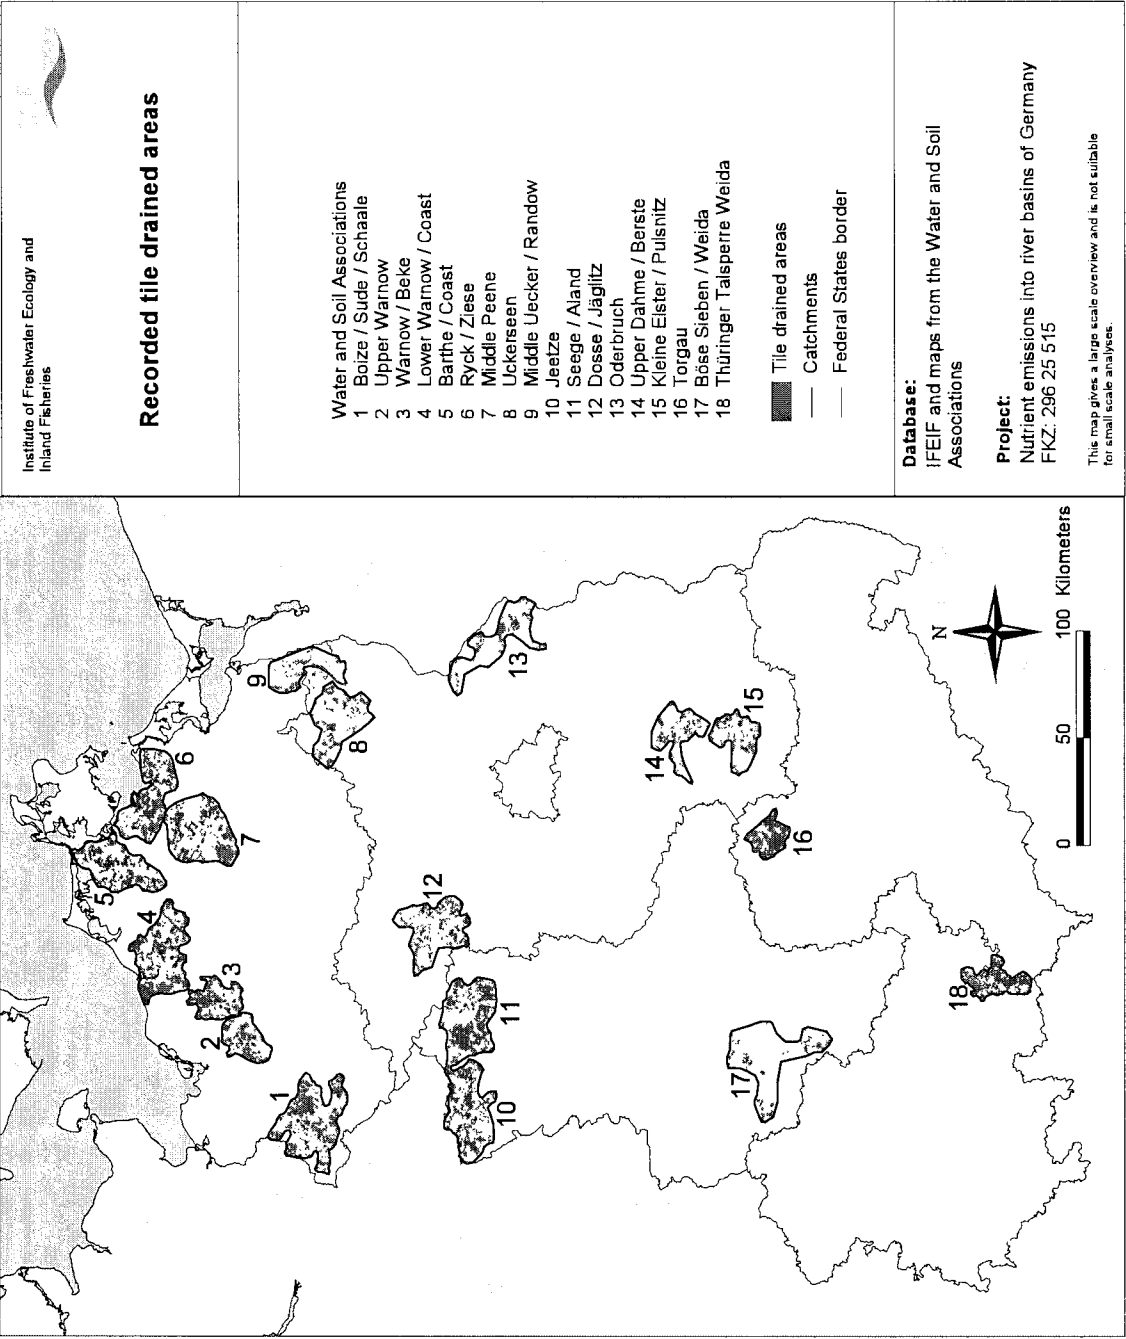 Institute of Freshwater Ecology and
Inland Fisheries
Recorded tile drained areas
Water and Soil Associations
1 Boize / Sude / Schaale
2 Upper Warnow
3 Warnow / Beke
4 Lower Warnow / Coast
5 Barthe / Coast
6 Ryck / Ziese
7 Middle Peene
8 Uckerseen
9 Middle Uecker / Randow
10 Jeetze
11 Seege / Aland
12 Dosse / Jäglitz
13 Oderbruch
14 Upper Dahme / Berste
15 Kleine Elster / Pulsnitz
16 Torgau
17 Böse Sieben / Weida
18 Thüringer Talsperre Weida
Tile drained areas
Catchments
Federal States border
Database:
IFEIF and maps from the Water and Soil
Associations
Project:
Nutrient emissions into river basins of Germany
FKZ: 296 25 515
This map gives a large scale overview and is not suitable
for small scale analyses.
1
2
3
4
5
6
7
8
9
10
11
12
13
14
15
16
17
18
N
0 50 100 Kilometers